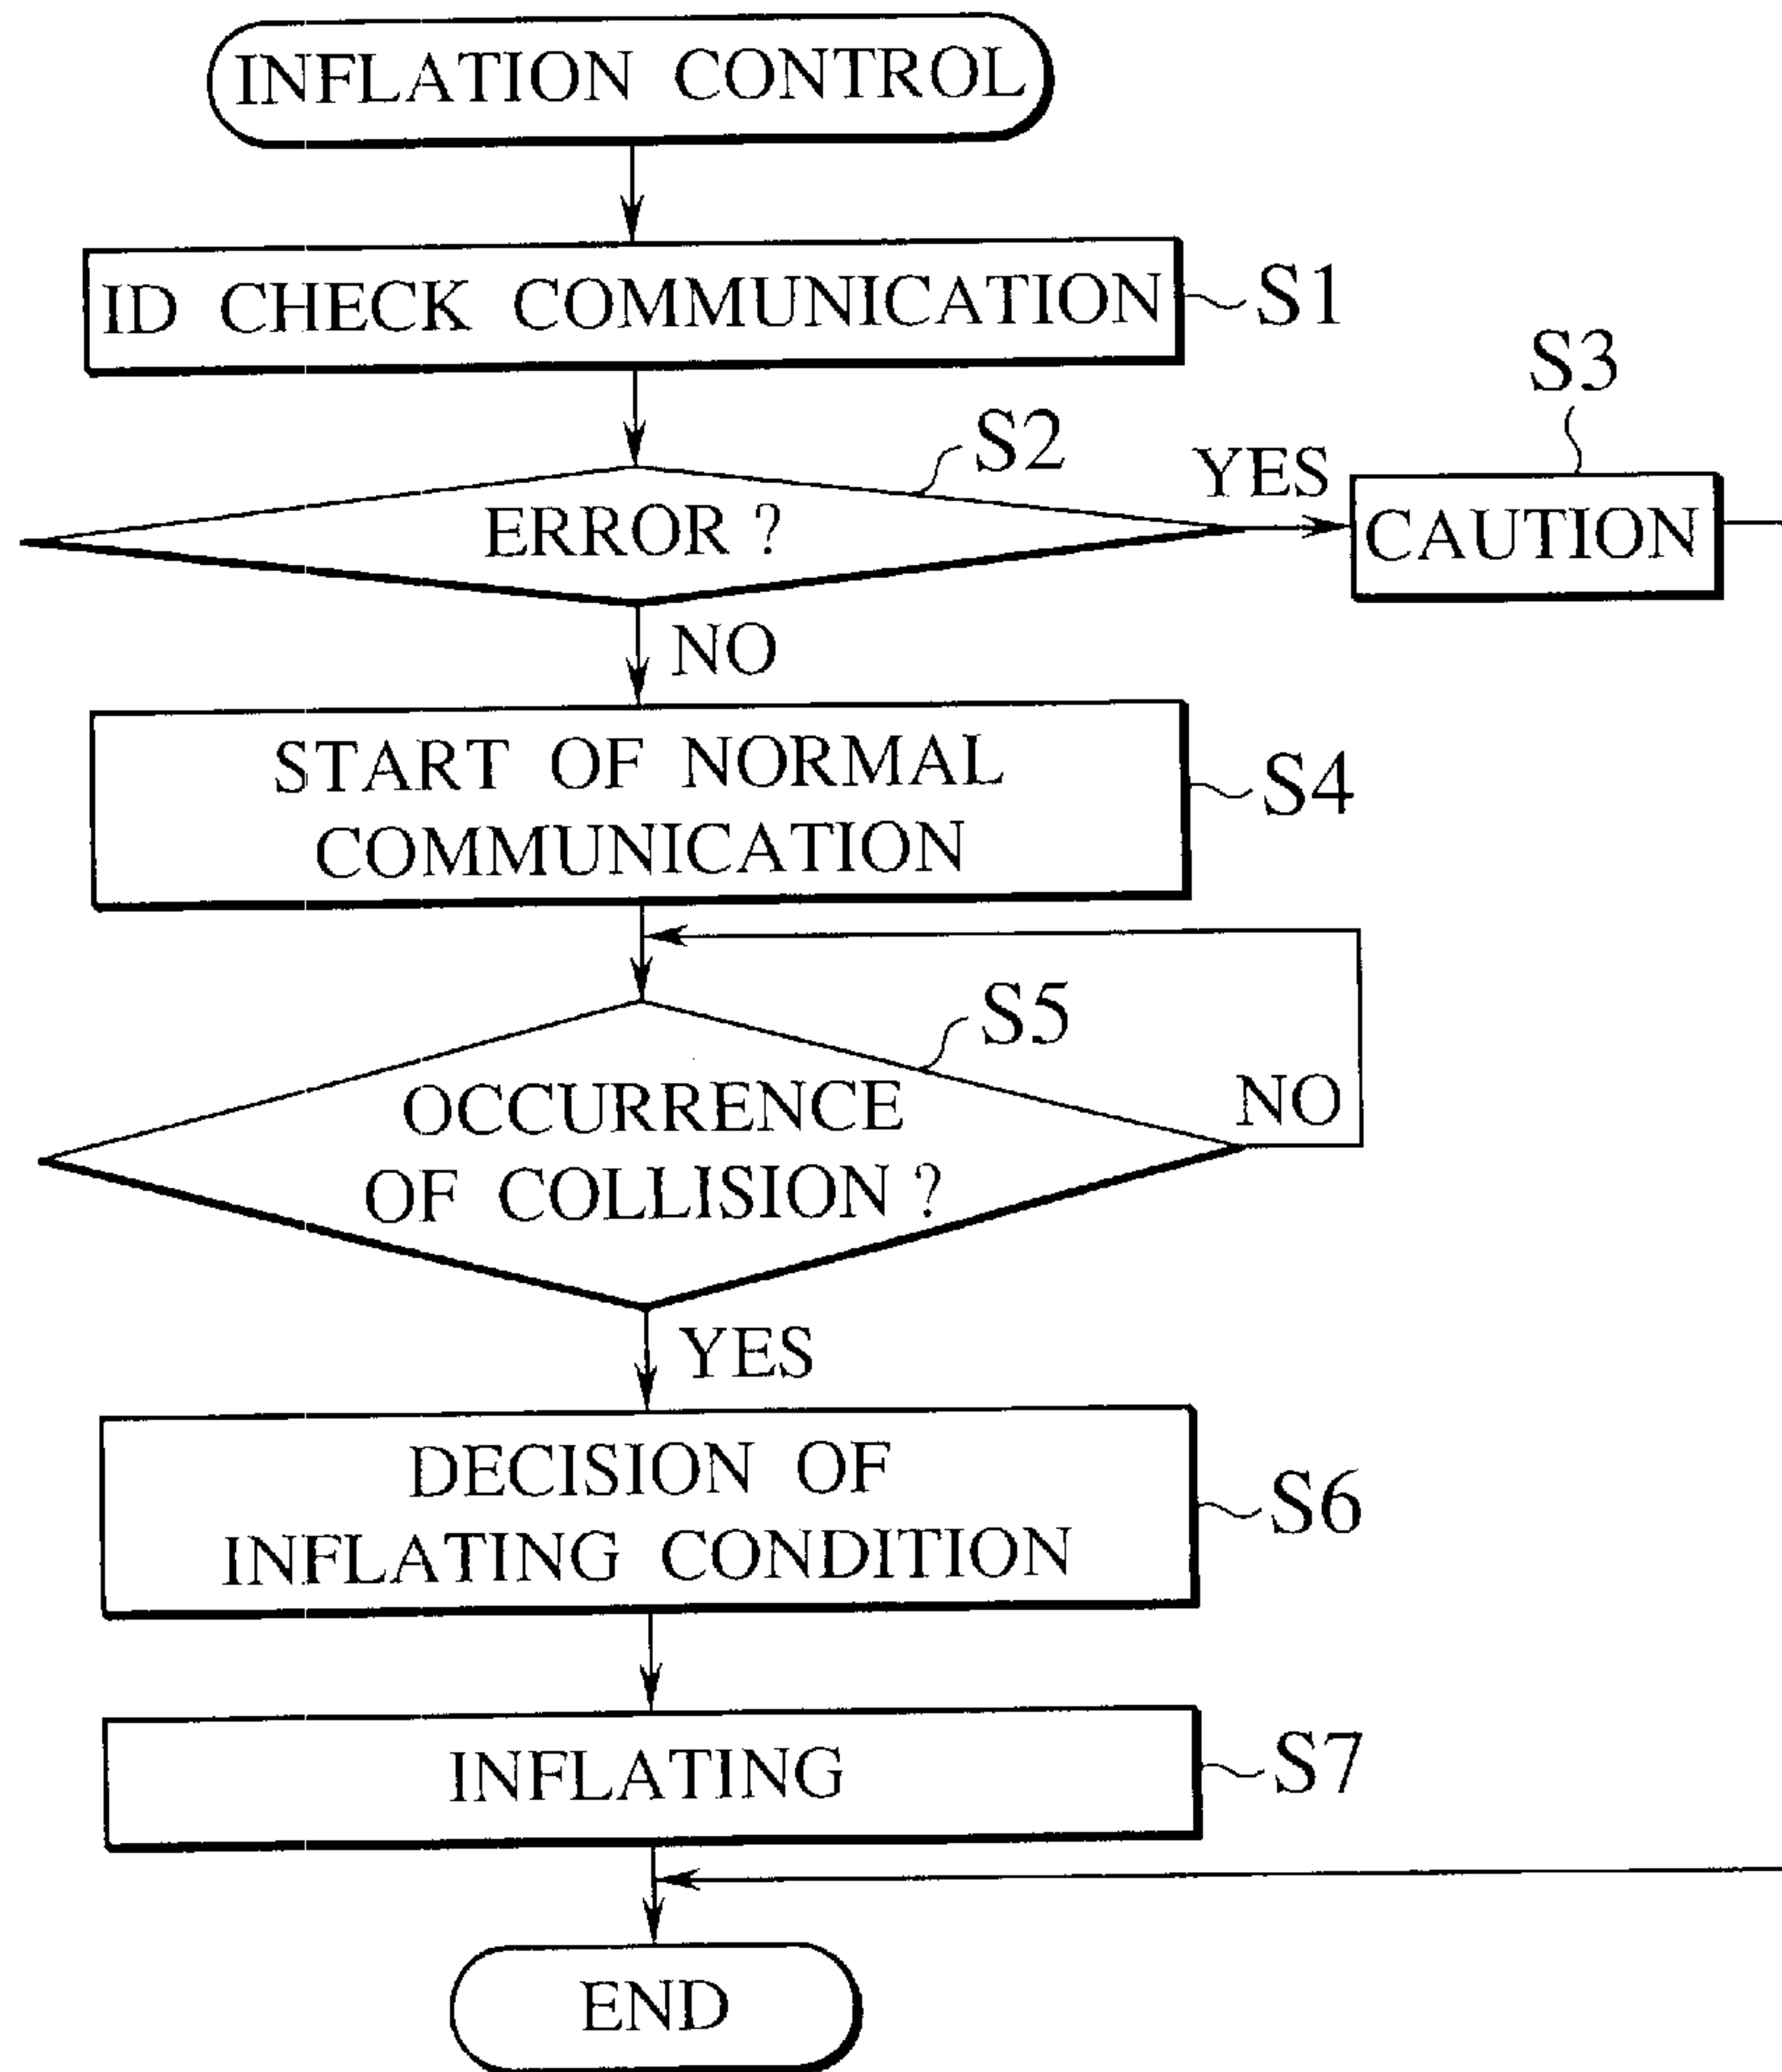 INFLATION CONTROL
ID CHECK COMMUNICATION
S1
S3
S2
YES
ERROR ?
CAUTION
NO
START OF NORMAL
COMMUNICATION
S4
S5
OCCURRENCE
OF COLLISION ?
NO
YES
DECISION OF
INFLATING CONDITION
S6
INFLATING
S7
END